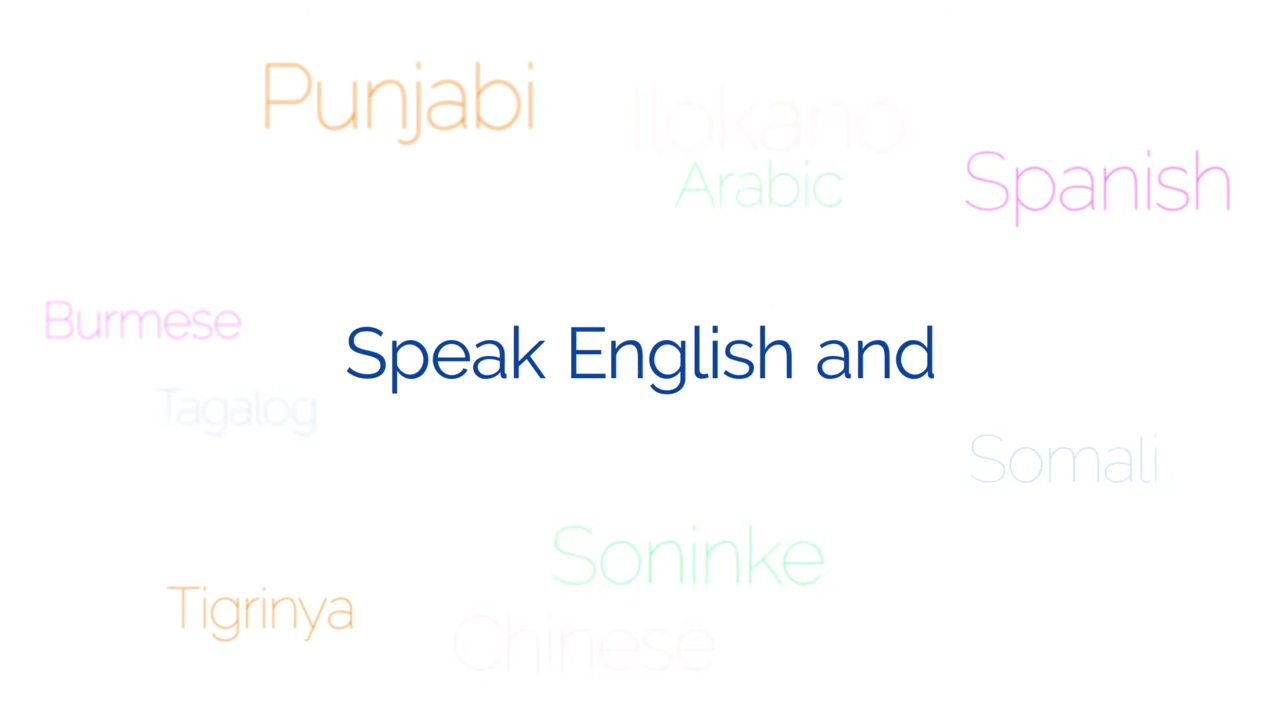 Punjabi
Ilokano
Arabic
Spanish
Burmese
Speak English and
Tagalog
Somali
Soninke
Tigrinya
Chinese